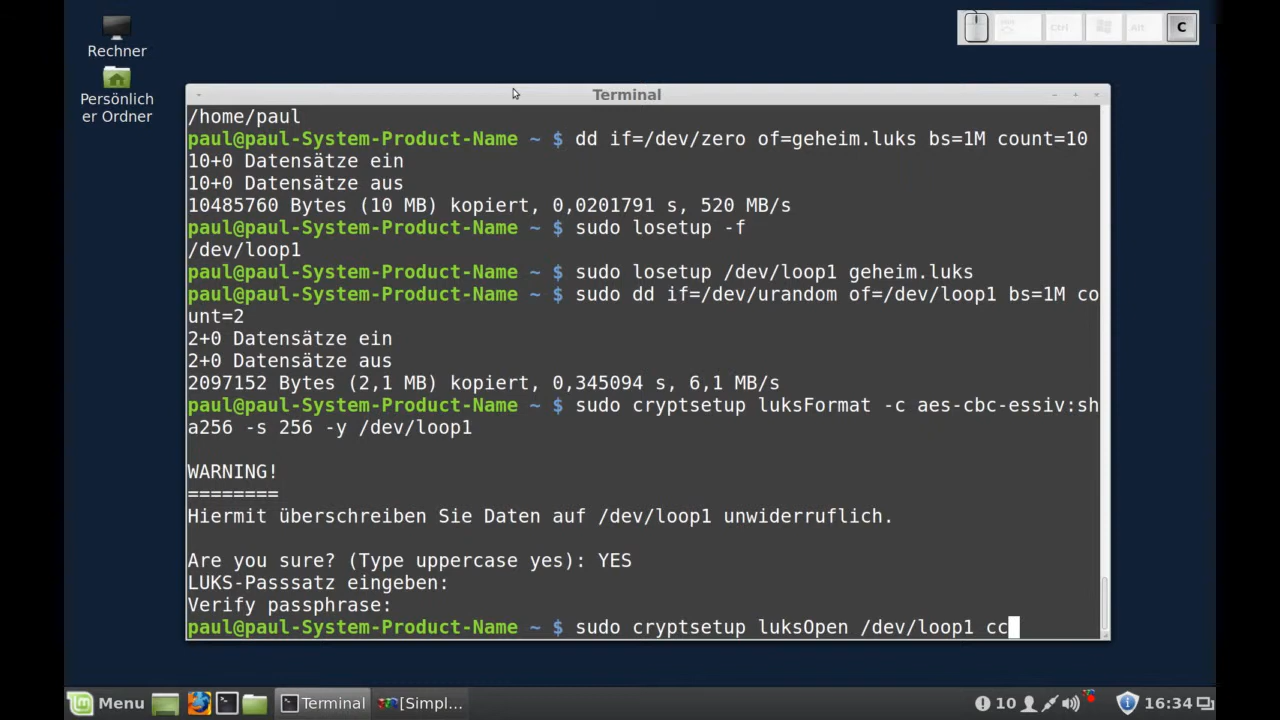 Rechner
Persönlich
er Ordner
Ctrl
Alt
C
Terminal
/home/paul
paul@paul-System-Product-Name ~ $ dd if=/dev/zero of=geheim.luks bs=1M count=10
10+0 Datensätze ein
10+0 Datensätze aus
10485760 Bytes (10 MB) kopiert, 0,0201791 s, 520 MB/s
paul@paul-System-Product-Name ~ $ sudo losetup -f
/dev/loop1
paul@paul-System-Product-Name ~ $ sudo losetup /dev/loop1 geheim.luks
paul@paul-System-Product-Name ~ $ sudo dd if=/dev/urandom of=/dev/loop1 bs=1M co
unt=2
2+0 Datensätze ein
2+0 Datensätze aus
2097152 Bytes (2,1 MB) kopiert, 0,345094 s, 6,1 MB/s
paul@paul-System-Product-Name ~ $ sudo cryptsetup luksFormat -c aes-cbc-essiv:sh
a256 -s 256 -y /dev/loop1
WARNING!
========
Hiermit überschreiben Sie Daten auf /dev/loop1 unwiderruflich.
Are you sure? (Type uppercase yes): YES
LUKS-Passsatz eingeben:
Verify passphrase:
paul@paul-System-Product-Name ~ $ sudo cryptsetup luksOpen /dev/loop1 cc
Menu
Terminal
[Simpl...
10
16:34